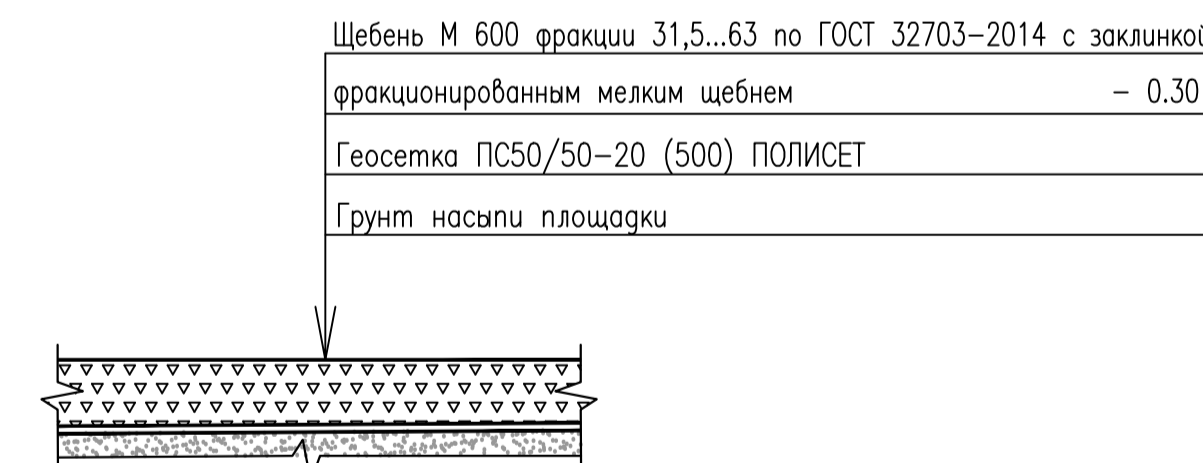 Щебень М 600 фракции 31,5...63 по ГОСТ 32703-2014 с заклинкой
фракционированным мелким щебнем - 0.30
Геосетка ПС50/50-20 (500) ПОЛИСЕТ
Грунт насыпи площадки